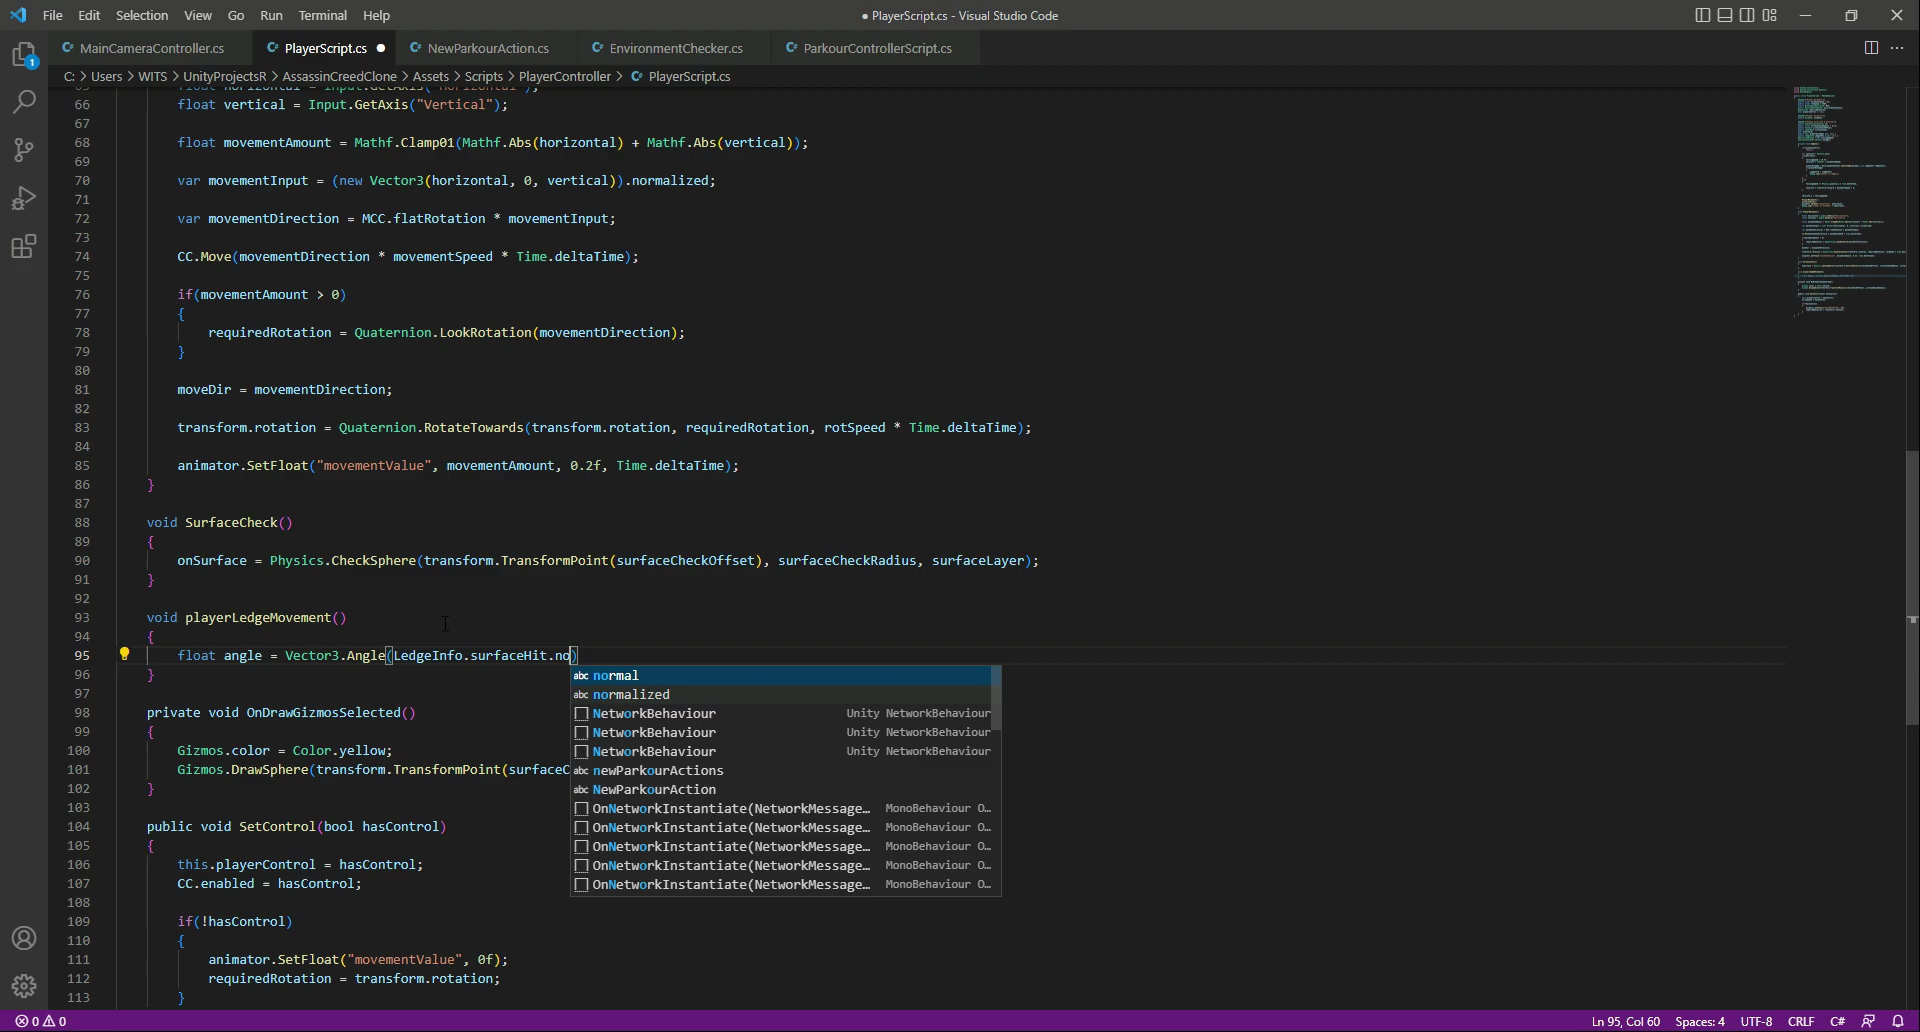 File Edit Selection View Go Run Terminal Help
● PlayerScript.cs - Visual Studio Code
MainCameraController.cs
PlayerScript.cs ●
NewParkourAction.cs
EnvironmentChecker.cs
ParkourControllerScript.cs
C: > Users > WITS > UnityProjectsR > AssassinCreedClone > Assets > Scripts > PlayerController > PlayerScript.cs
66 float vertical = Input.GetAxis("Vertical");
67
68 float movementAmount = Mathf.Clamp01(Mathf.Abs(horizontal) + Mathf.Abs(vertical));
69
70 var movementInput = (new Vector3(horizontal, 0, vertical)).normalized;
71
72 var movementDirection = MCC.flatRotation * movementInput;
73
74 CC.Move(movementDirection * movementSpeed * Time.deltaTime);
75
76 if(movementAmount > 0)
77 {
78 requiredRotation = Quaternion.LookRotation(movementDirection);
79 }
80
81 moveDir = movementDirection;
82
83 transform.rotation = Quaternion.RotateTowards(transform.rotation, requiredRotation, rotSpeed * Time.deltaTime);
84
85 animator.SetFloat("movementValue", movementAmount, 0.2f, Time.deltaTime);
86 }
87
88 void SurfaceCheck()
89 {
90 onSurface = Physics.CheckSphere(transform.TransformPoint(surfaceCheckOffset), surfaceCheckRadius, surfaceLayer);
91 }
92
93 void playerLedgeMovement()
94 {
95 float angle = Vector3.Angle(LedgeInfo.surfaceHit.no)
96 }
97
98 private void OnDrawGizmosSelected()
99 {
100 Gizmos.color = Color.yellow;
101 Gizmos.DrawSphere(transform.TransformPoint(surfaceC
102 }
103
104 public void SetControl(bool hasControl)
105 {
106 this.playerControl = hasControl;
107 CC.enabled = hasControl;
108
109 if(!hasControl)
110 {
111 animator.SetFloat("movementValue", 0f);
112 requiredRotation = transform.rotation;
113 }
abc normal
abc normalized
NetworkBehaviour Unity NetworkBehaviour
NetworkBehaviour Unity NetworkBehaviour
NetworkBehaviour Unity NetworkBehaviour
abc newParkourActions
abc NewParkourAction
OnNetworkInstantiate(NetworkMessage… MonoBehaviour O…
OnNetworkInstantiate(NetworkMessage… MonoBehaviour O…
OnNetworkInstantiate(NetworkMessage… MonoBehaviour O…
OnNetworkInstantiate(NetworkMessage… MonoBehaviour O…
OnNetworkInstantiate(NetworkMessage… MonoBehaviour O…
1
0 0
Ln 95, Col 60 Spaces: 4 UTF-8 CRLF C#